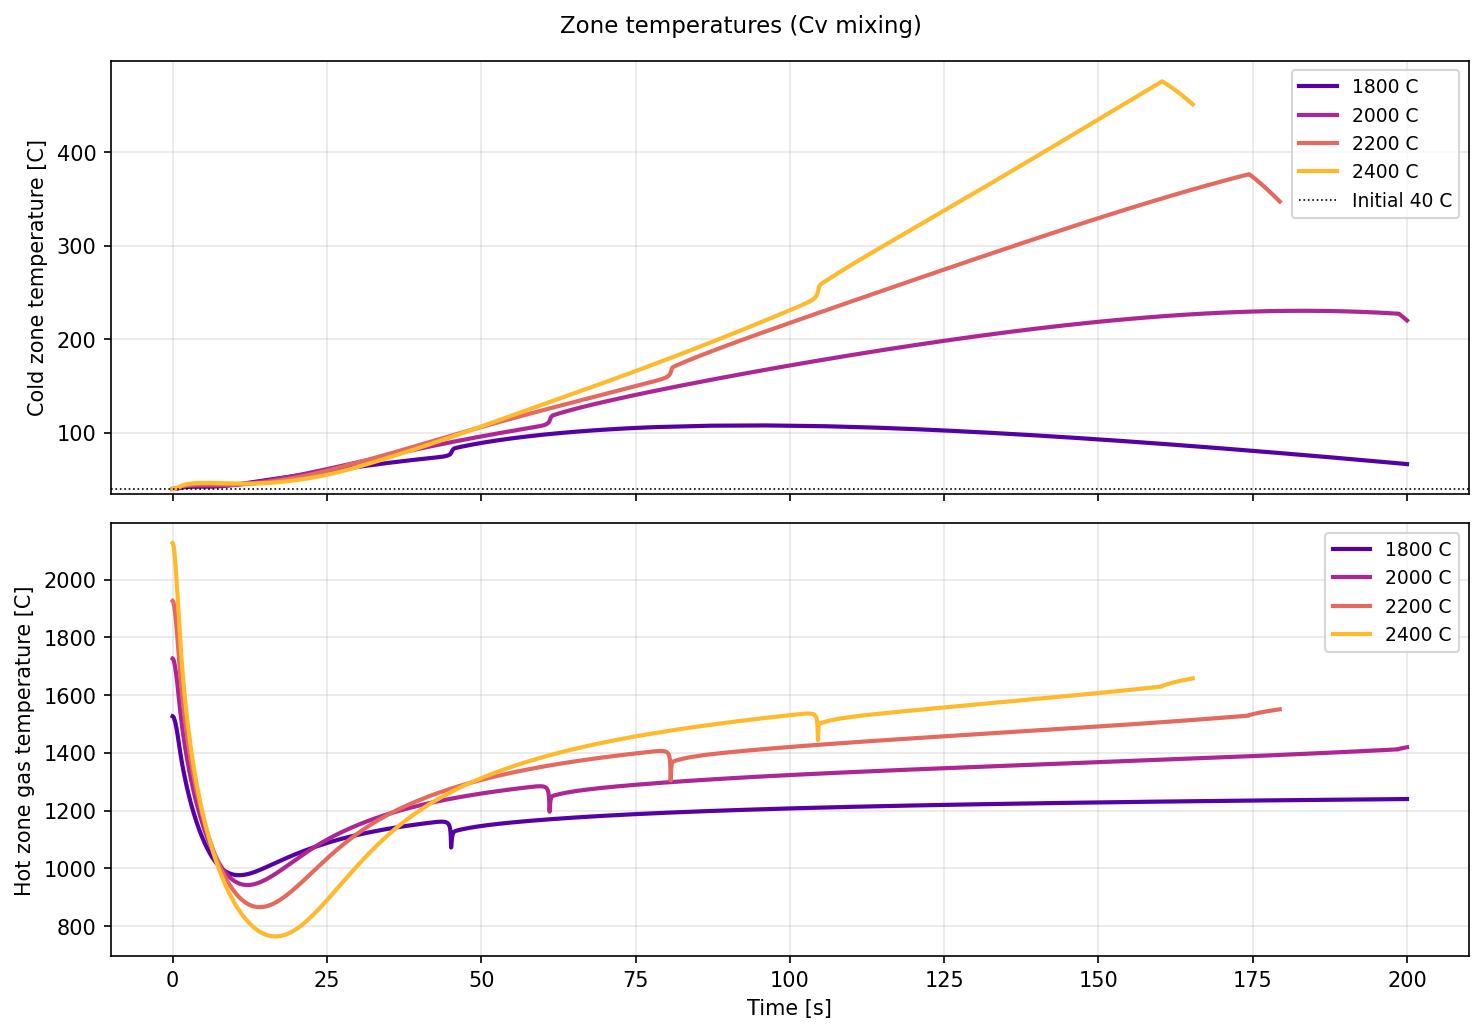 Zone temperatures (Cv mixing)
Cold zone temperature [C]
400
300
200
100
1800 C
2000 C
2200 C
2400 C
Initial 40 C
Hot zone gas temperature [C]
2000
1800
1600
1400
1200
1000
800
1800 C
2000 C
2200 C
2400 C
0 25 50 75 100 125 150 175 200
Time [s]